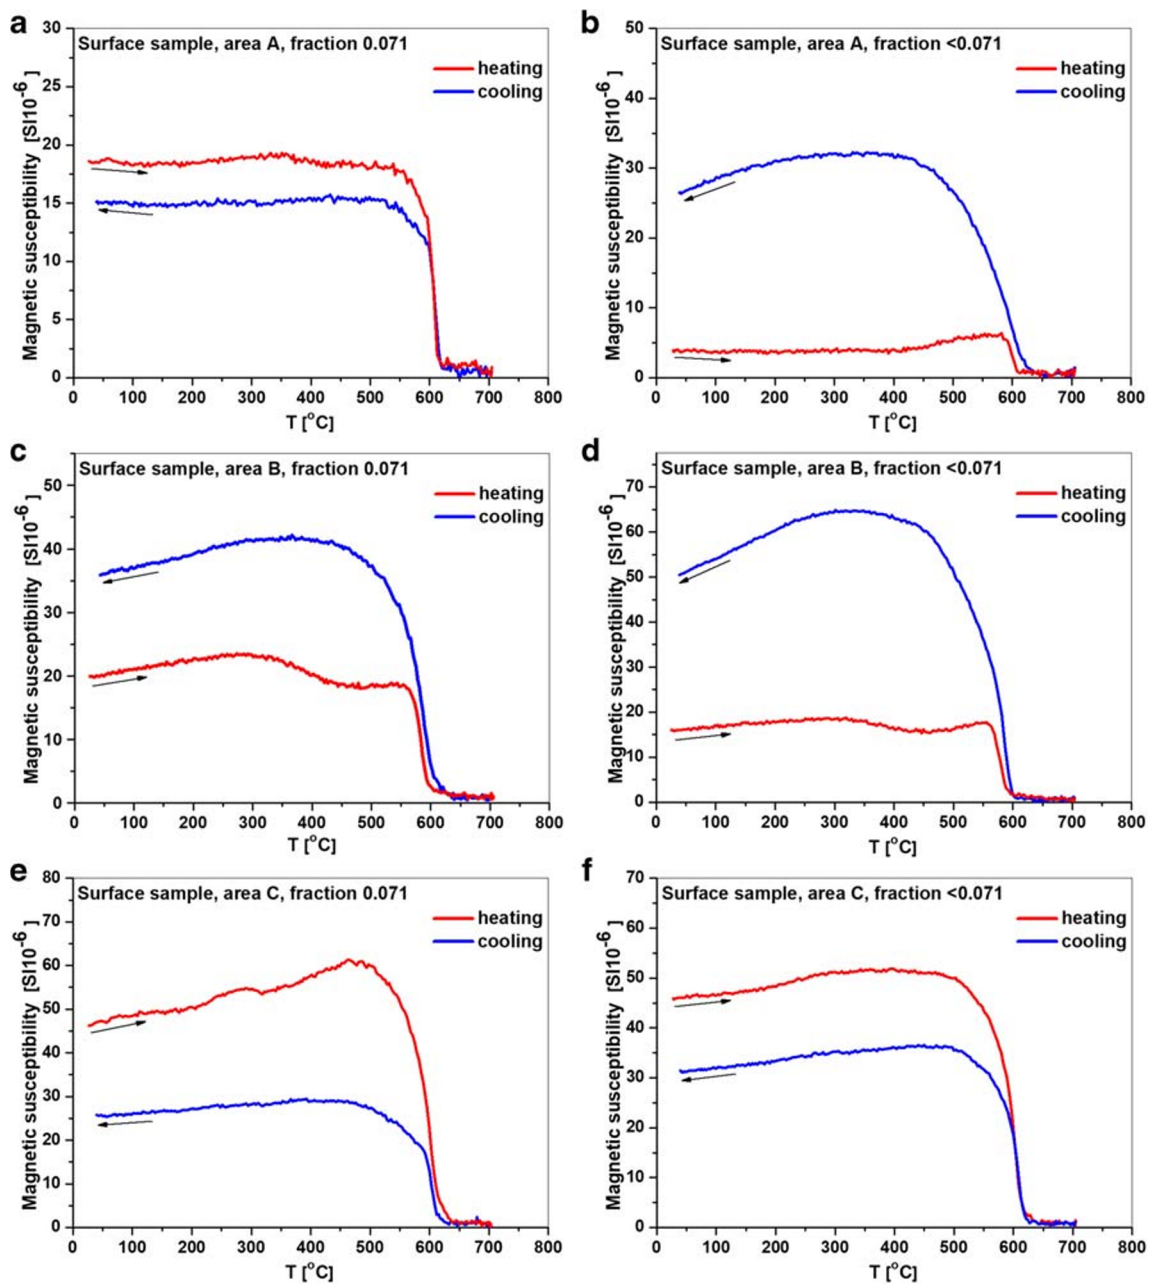 a
Surface sample, area A, fraction 0.071
heating
cooling
Magnetic susceptibility [SI10-6 ]
30
25
20
15
10
5
0
0 100 200 300 400 500 600 700 800
T [oC]
b
Surface sample, area A, fraction <0.071
heating
cooling
Magnetic susceptibility [SI10-6 ]
50
40
30
20
10
0
0 100 200 300 400 500 600 700 800
T [oC]
c
Surface sample, area B, fraction 0.071
heating
cooling
Magnetic susceptibility [SI10-6 ]
50
40
30
20
10
0
0 100 200 300 400 500 600 700 800
T [oC]
d
Surface sample, area B, fraction <0.071
heating
cooling
Magnetic susceptibility [SI10-6 ]
70
60
50
40
30
20
10
0
0 100 200 300 400 500 600 700 800
T [oC]
e
Surface sample, area C, fraction 0.071
heating
cooling
Magnetic susceptibility [SI10-6 ]
80
70
60
50
40
30
20
10
0
0 100 200 300 400 500 600 700 800
T [oC]
f
Surface sample, area C, fraction <0.071
heating
cooling
Magnetic susceptibility [SI10-6 ]
70
60
50
40
30
20
10
0
0 100 200 300 400 500 600 700 800
T [oC]